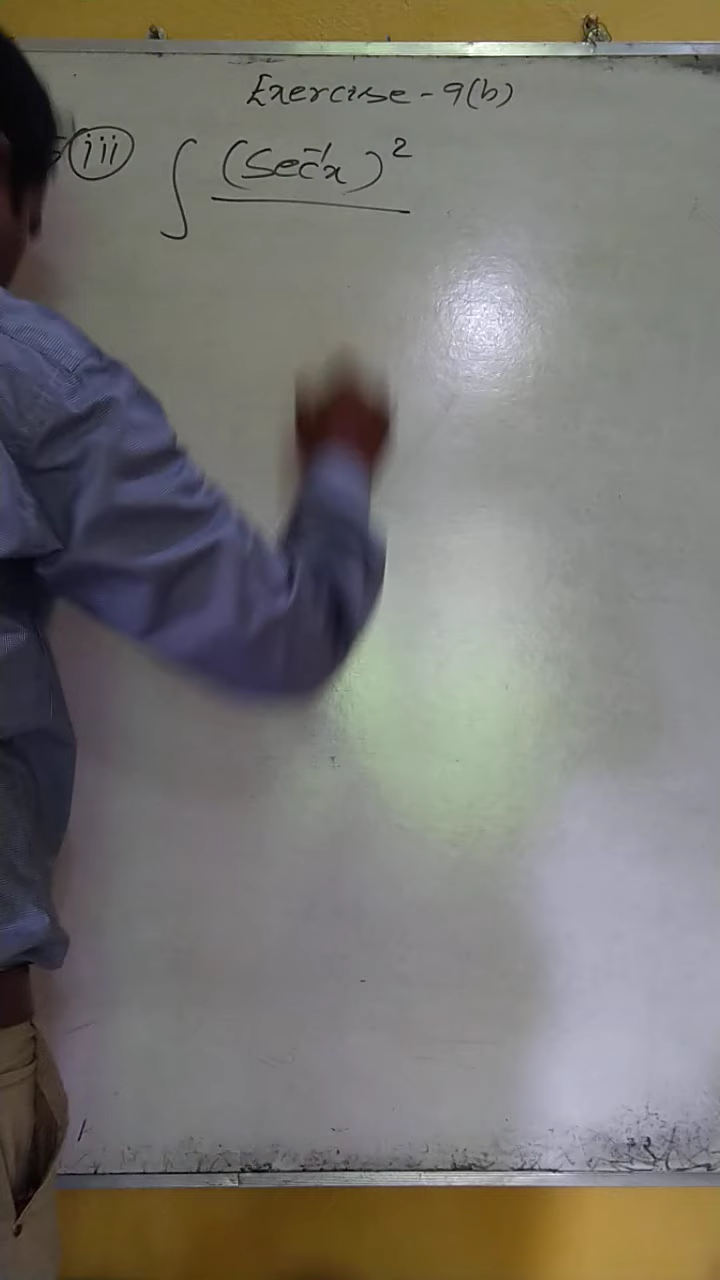 Exercise - 9(b)
(iii) ∫ (Sec⁻¹x)²